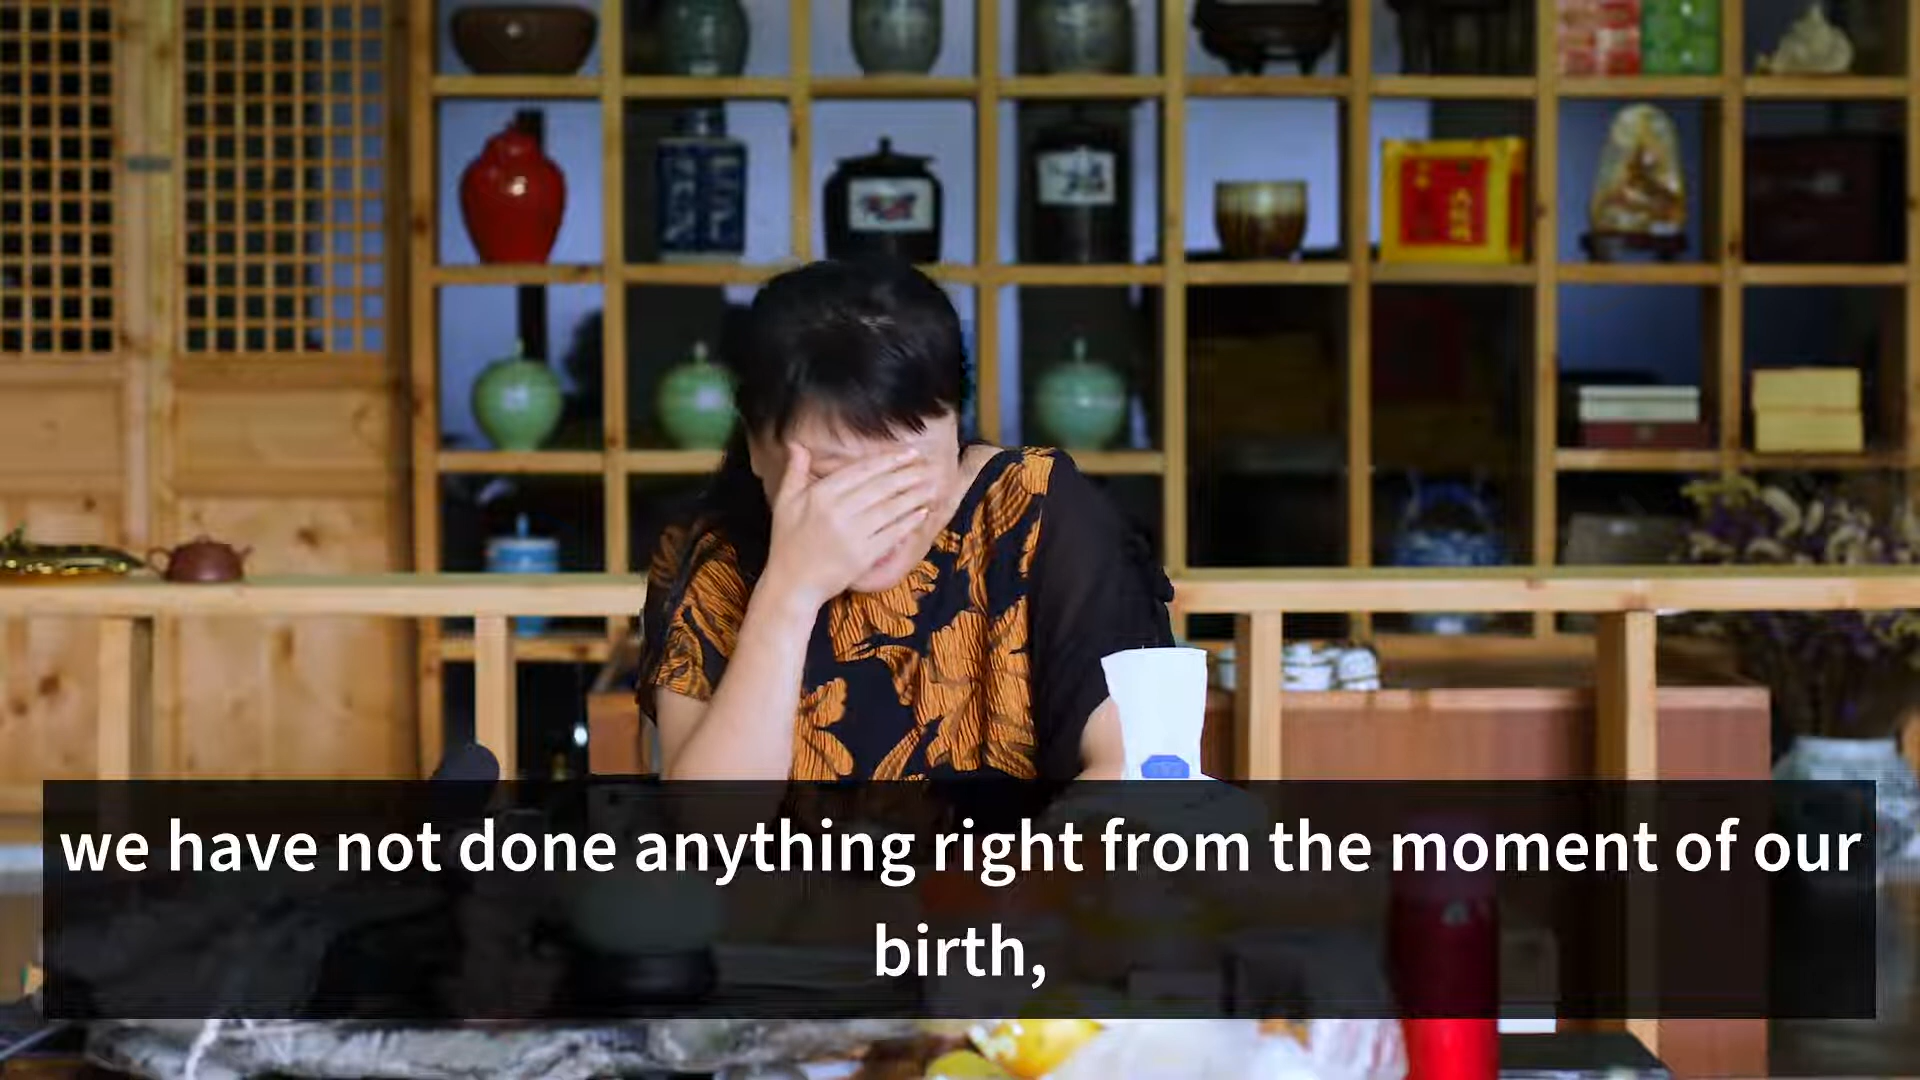 we have not done anything right from the moment of our
birth,